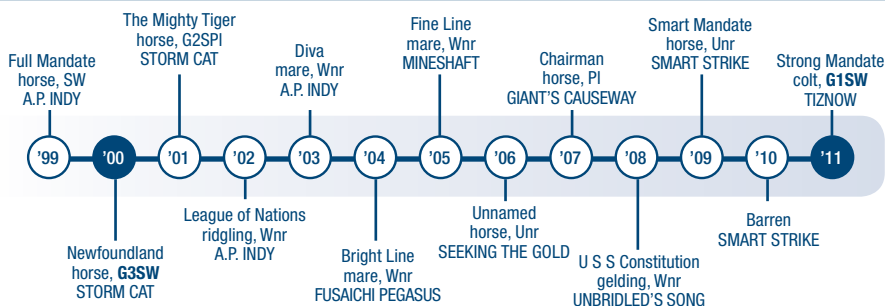 Full Mandate
horse, SW
A.P. INDY
The Mighty Tiger
horse, G2SPI
STORM CAT
Diva
mare, Wnr
A.P. INDY
Fine Line
mare, Wnr
MINESHAFT
Chairman
horse, PI
GIANT'S CAUSEWAY
Smart Mandate
horse, Unr
SMART STRIKE
Strong Mandate
colt, G1SW
TIZNOW
'99 '00 '01 '02 '03 '04 '05 '06 '07 '08 '09 '10 '11
Newfoundland
horse, G3SW
STORM CAT
League of Nations
ridgling, Wnr
A.P. INDY
Bright Line
mare, Wnr
FUSAICHI PEGASUS
Unnamed
horse, Unr
SEEKING THE GOLD
U S S Constitution
gelding, Wnr
UNBRIDLED'S SONG
Barren
SMART STRIKE